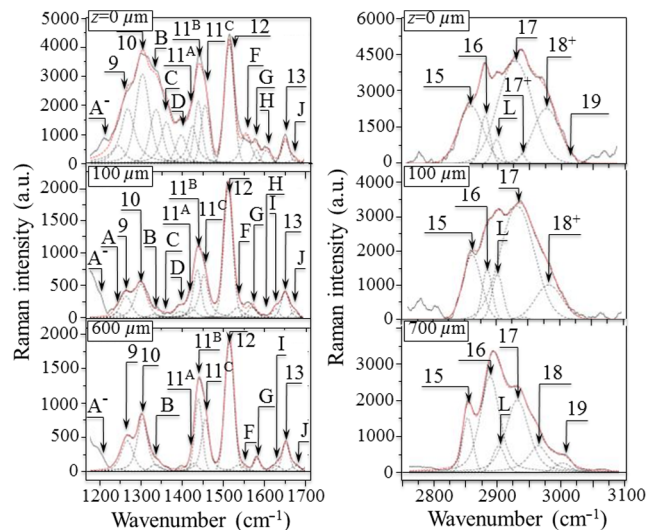 z=0 μm
5000
4000
3000
2000
1000
0
A⁻
9
10
B
11ᴬ
C
D
11ᴮ
11ꟲ
12
F
G
H
13
J
100 μm
2000
1500
1000
500
0
A⁻
A
9
10
B
C
D
11ᴬ
11ᴮ
11ꟲ
12
F
G
H
I
13
J
600 μm
2000
1500
1000
500
0
A⁻
9
10
B
11ᴬ
11ᴮ
11ꟲ
12
F
G
I
13
J
1200 1300 1400 1500 1600 1700
Wavenumber (cm⁻¹)
Raman intensity (a.u.)
z=0 μm
6000
4500
3000
1500
0
15
16
17⁺
L
17
18⁺
19
100 μm
4000
3000
2000
1000
0
15
16
L
17
18⁺
700 μm
3000
2000
1000
0
15
16
L
17
18
19
2800 2900 3000 3100
Wavenumber (cm⁻¹)
Raman intensity (a.u.)